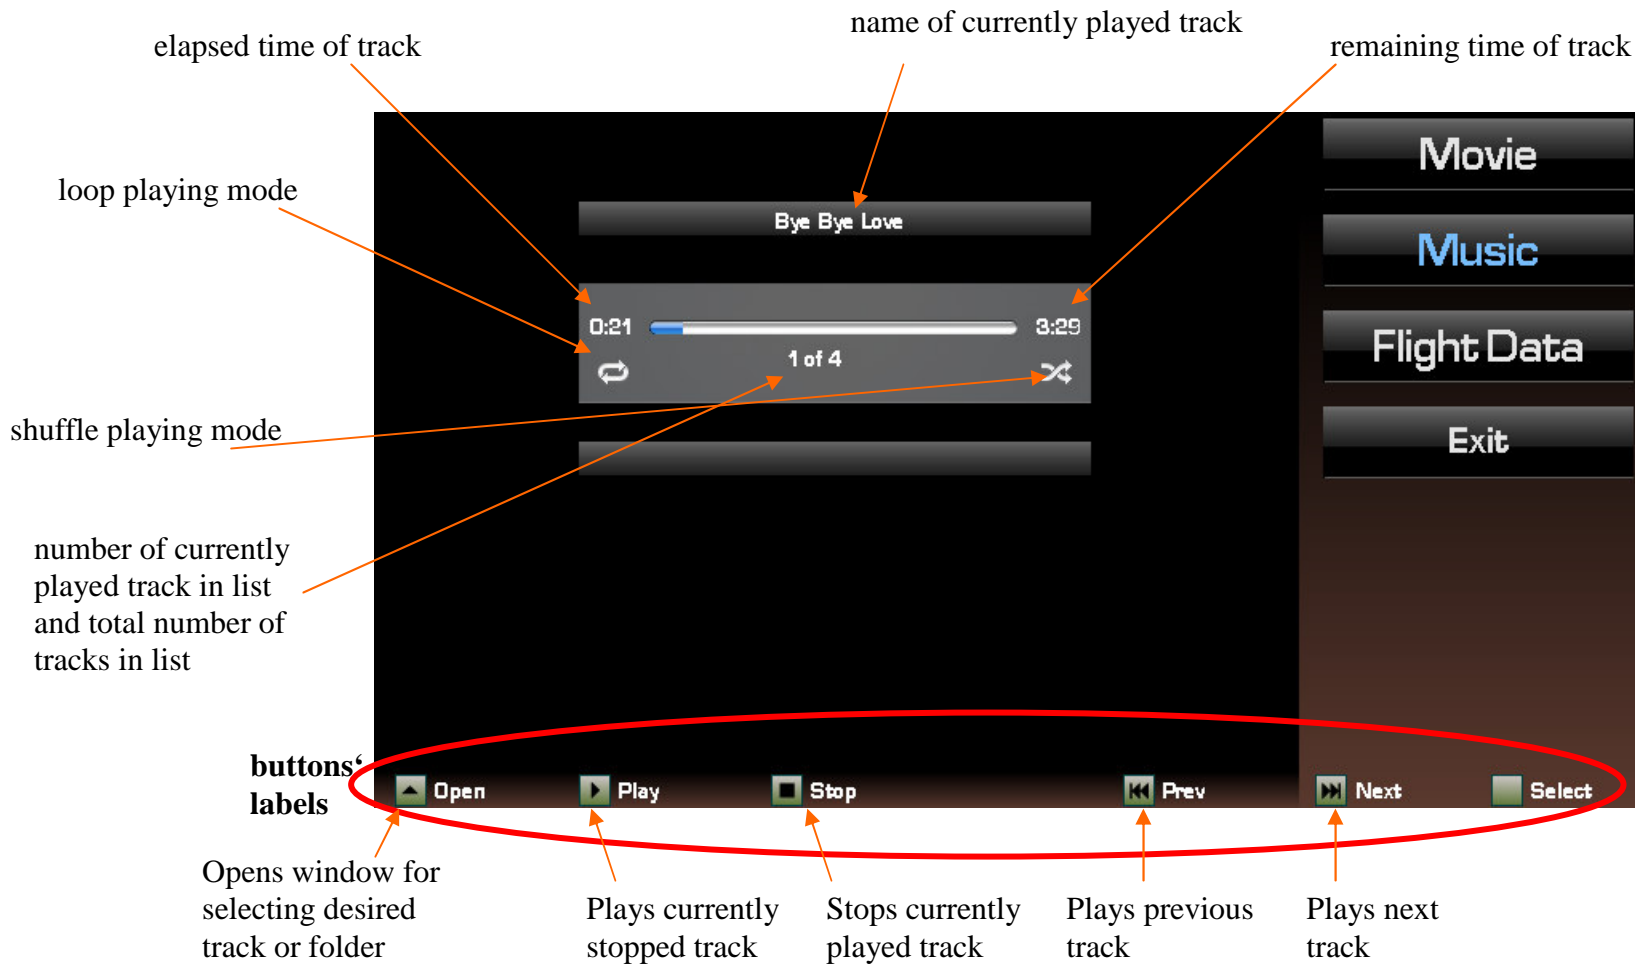 name of currently played track
elapsed time of track
remaining time of track
Movie
loop playing mode
Bye Bye Love
Music
0:21
3:29
1 of 4
Flight Data
shuffle playing mode
Exit
number of currently
played track in list
and total number of
tracks in list
buttons‘
labels
Open
Play
Stop
Prev
Next
Select
Opens window for
selecting desired
track or folder
Plays currently
stopped track
Stops currently
played track
Plays previous
track
Plays next
track